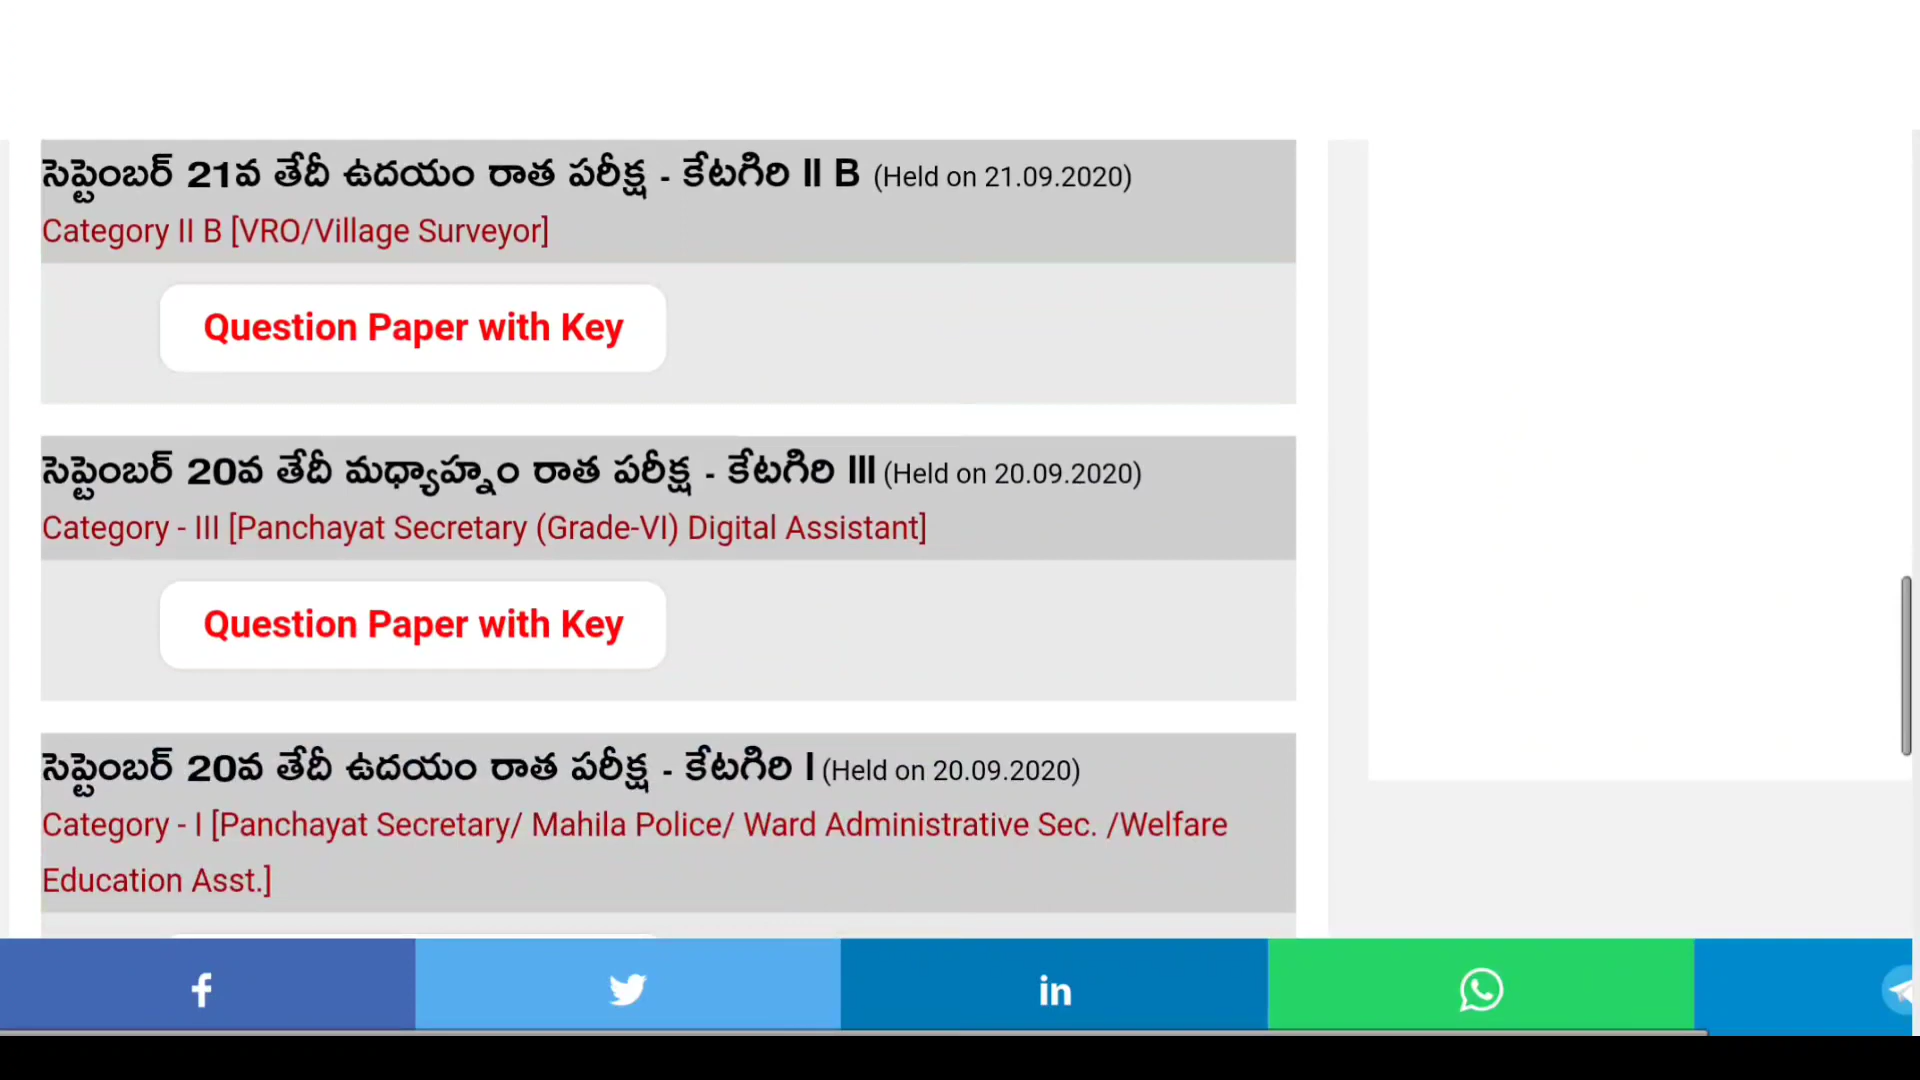 సెప్టెంబర్ 21వ తేదీ ఉదయం రాత పరీక్ష - కేటగిరి II B (Held on 21.09.2020)
Category II B [VRO/Village Surveyor]
Question Paper with Key
సెప్టెంబర్ 20వ తేదీ మధ్యాహ్నం రాత పరీక్ష - కేటగిరి III (Held on 20.09.2020)
Category - III [Panchayat Secretary (Grade-VI) Digital Assistant]
Question Paper with Key
సెప్టెంబర్ 20వ తేదీ ఉదయం రాత పరీక్ష - కేటగిరి I (Held on 20.09.2020)
Category - I [Panchayat Secretary/ Mahila Police/ Ward Administrative Sec. /Welfare
Education Asst.]